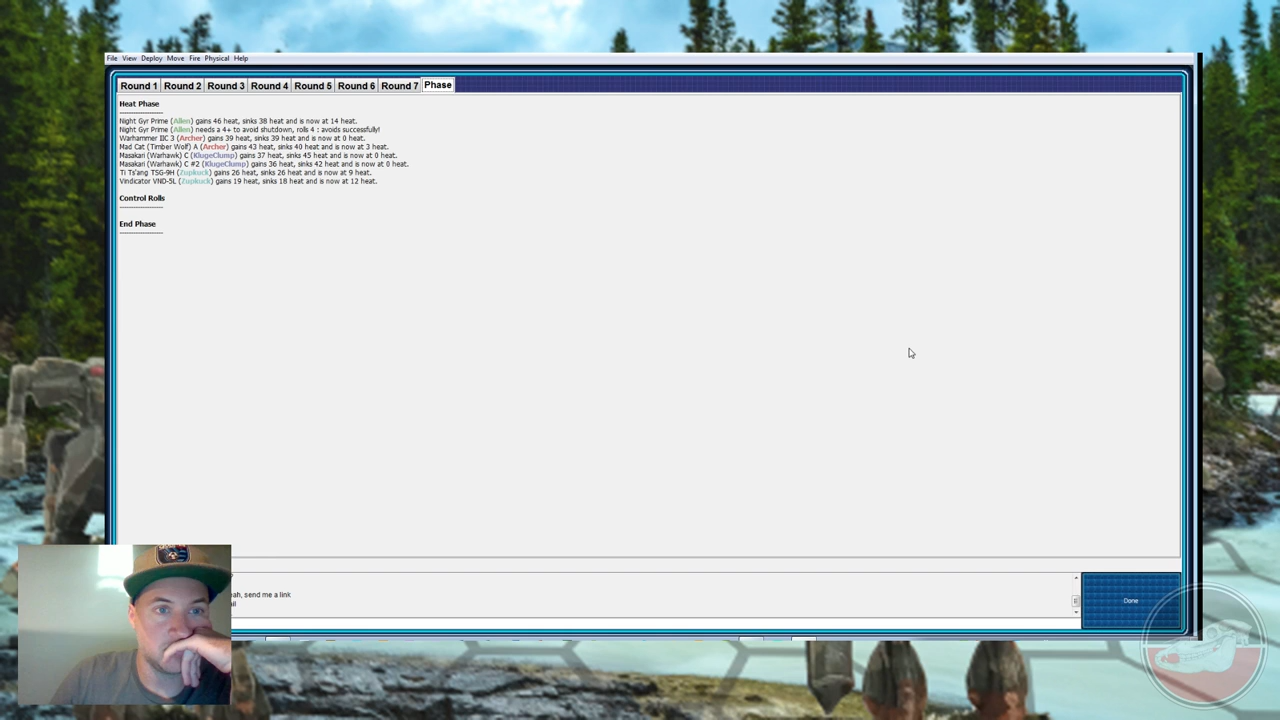 File View Deploy Move Fire Physical Help
Round 1 Round 2 Round 3 Round 4 Round 5 Round 6 Round 7 Phase
Heat Phase
--------------------
Night Gyr Prime (Allen) gains 46 heat, sinks 38 heat and is now at 14 heat.
Night Gyr Prime (Allen) needs a 4+ to avoid shutdown, rolls 4 : avoids successfully!
Warhammer IIC 3 (Archer) gains 39 heat, sinks 39 heat and is now at 0 heat.
Mad Cat (Timber Wolf) A (Archer) gains 43 heat, sinks 40 heat and is now at 3 heat.
Masakari (Warhawk) C (KlugeClump) gains 37 heat, sinks 45 heat and is now at 0 heat.
Masakari (Warhawk) C #2 (KlugeClump) gains 36 heat, sinks 42 heat and is now at 0 heat.
Ti Ts'ang TSG-9H (Zupkuck) gains 26 heat, sinks 26 heat and is now at 9 heat.
Vindicator VND-5L (Zupkuck) gains 19 heat, sinks 18 heat and is now at 12 heat.
Control Rolls
--------------------
End Phase
--------------------
send me a link
Done